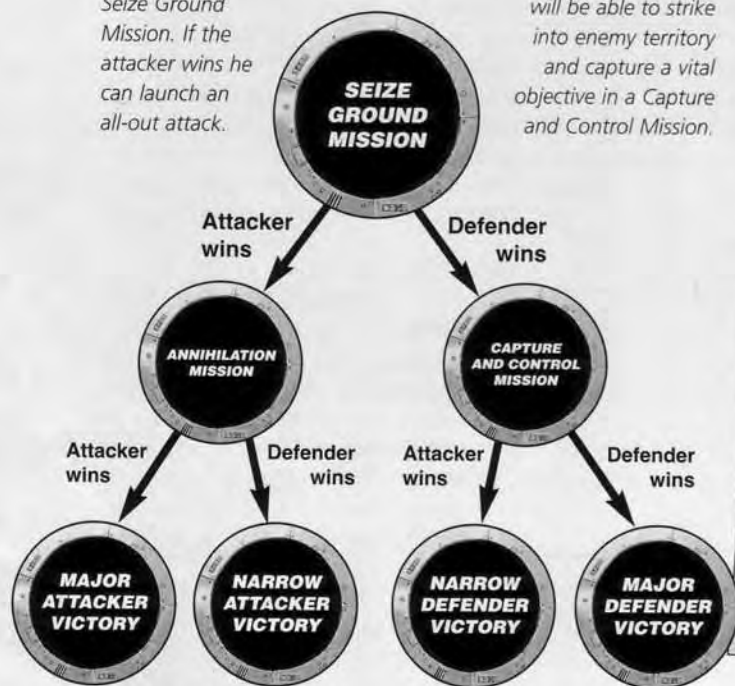 Seize Ground
Mission. If the
attacker wins he
can launch an
all-out attack.
will be able to strike
into enemy territory
and capture a vital
objective in a Capture
and Control Mission.
SEIZE
GROUND
MISSION
Attacker
wins
Defender
wins
ANNIHILATION
MISSION
CAPTURE
AND CONTROL
MISSION
Attacker
wins
Defender
wins
Attacker
wins
Defender
wins
MAJOR
ATTACKER
VICTORY
NARROW
ATTACKER
VICTORY
NARROW
DEFENDER
VICTORY
MAJOR
DEFENDER
VICTORY